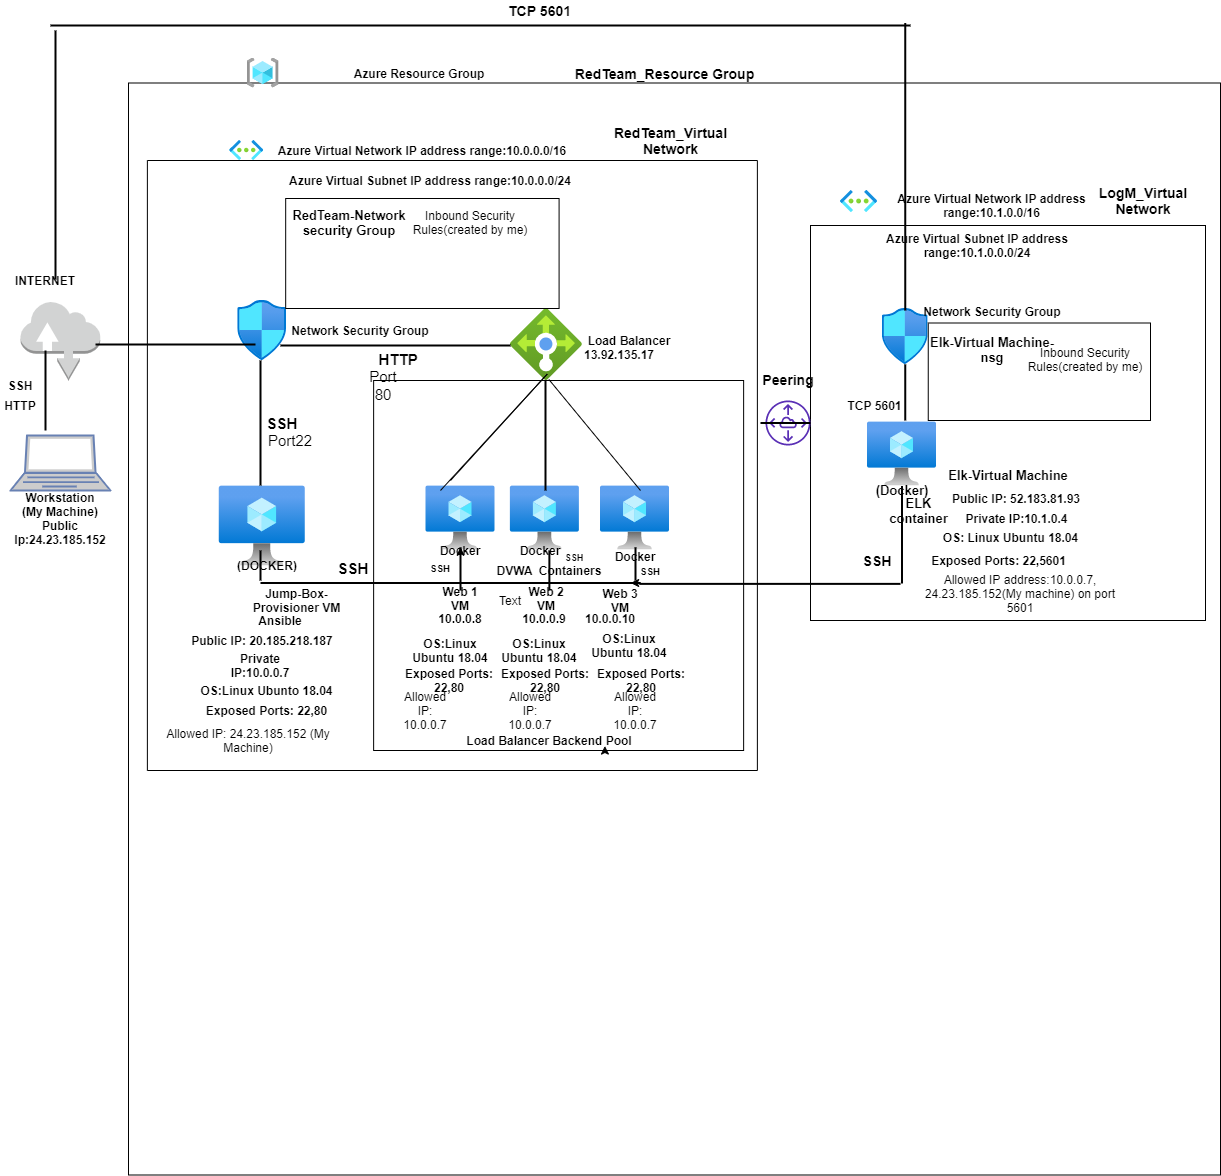 TCP 5601
Azure Resource Group
RedTeam_Resource Group
RedTeam_Virtual
Network
Azure Virtual Network IP address range:10.0.0.0/16
Azure Virtual Subnet IP address range:10.0.0.0/24
RedTeam-Network
security Group
Inbound Security
Rules(created by me)
LogM_Virtual
Network
Azure Virtual Network IP address
range:10.1.0.0/16
Azure Virtual Subnet IP address
range:10.1.0.0.0/24
INTERNET
Network Security Group
HTTP
Port
80
Load Balancer
13.92.135.17
Network Security Group
Elk-Virtual Machine-
nsg
Inbound Security
Rules(created by me)
Peering
TCP 5601
SSH
HTTP
SSH
Port22
Workstation
(My Machine)
Public
Ip:24.23.185.152
(DOCKER)
SSH
Jump-Box-
Provisioner VM
Ansible
Public IP: 20.185.218.187
Private
IP:10.0.0.7
OS:Linux Ubunto 18.04
Exposed Ports: 22,80
Allowed IP: 24.23.185.152 (My
Machine)
Docker
SSH
Docker
SSH
Docker
SSH
DVWA Containers
Text
Web 1
VM
10.0.0.8
OS:Linux
Ubuntu 18.04
Exposed Ports:
22,80
Allowed
IP:
10.0.0.7
Web 2
VM
10.0.0.9
OS:Linux
Ubuntu 18.04
Exposed Ports:
22,80
Allowed
IP:
10.0.0.7
Web 3
VM
10.0.0.10
OS:Linux
Ubuntu 18.04
Exposed Ports:
22,80
Allowed
IP:
10.0.0.7
Load Balancer Backend Pool
(Docker)
ELK
container
SSH
Elk-Virtual Machine
Public IP: 52.183.81.93
Private IP:10.1.0.4
OS: Linux Ubuntu 18.04
Exposed Ports: 22,5601
Allowed IP address:10.0.0.7,
24.23.185.152(My machine) on port
5601